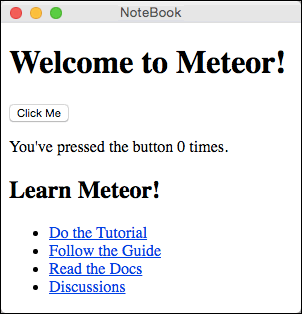 NoteBook
Welcome to Meteor!
Click Me
You've pressed the button 0 times.
Learn Meteor!
Do the Tutorial
Follow the Guide
Read the Docs
Discussions